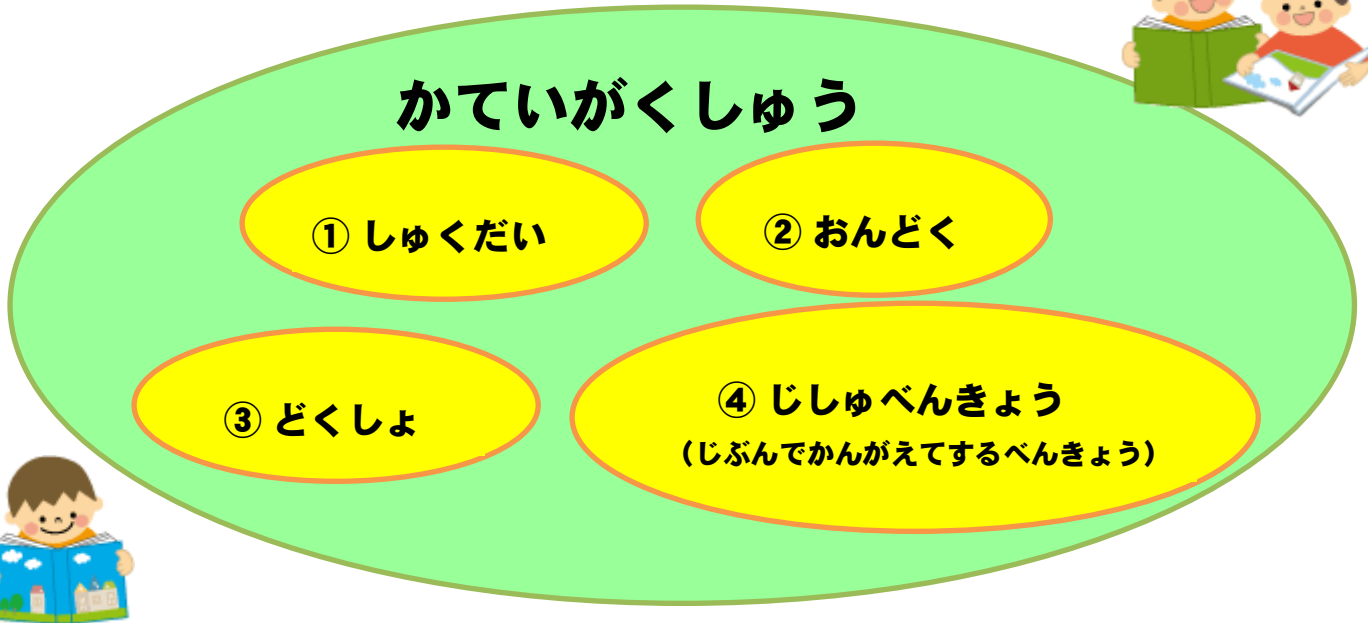 かていがくしゅう
① しゅくだい
② おんどく
③ どくしょ
④ じしゅべんきょう
(じぶんでかんがえてするべんきょう)